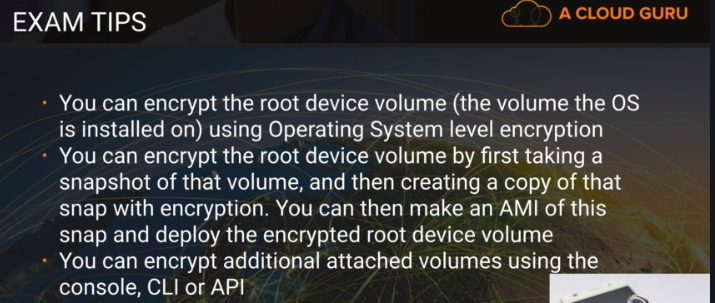 EXAM TIPS
A CLOUD GURU
• You can encrypt the root device volume (the volume the OS
is installed on) using Operating System level encryption
• You can encrypt the root device volume by first taking a
snapshot of that volume, and then creating a copy of that
snap with encryption. You can then make an AMI of this
snap and deploy the encrypted root device volume
• You can encrypt additional attached volumes using the
console, CLI or API